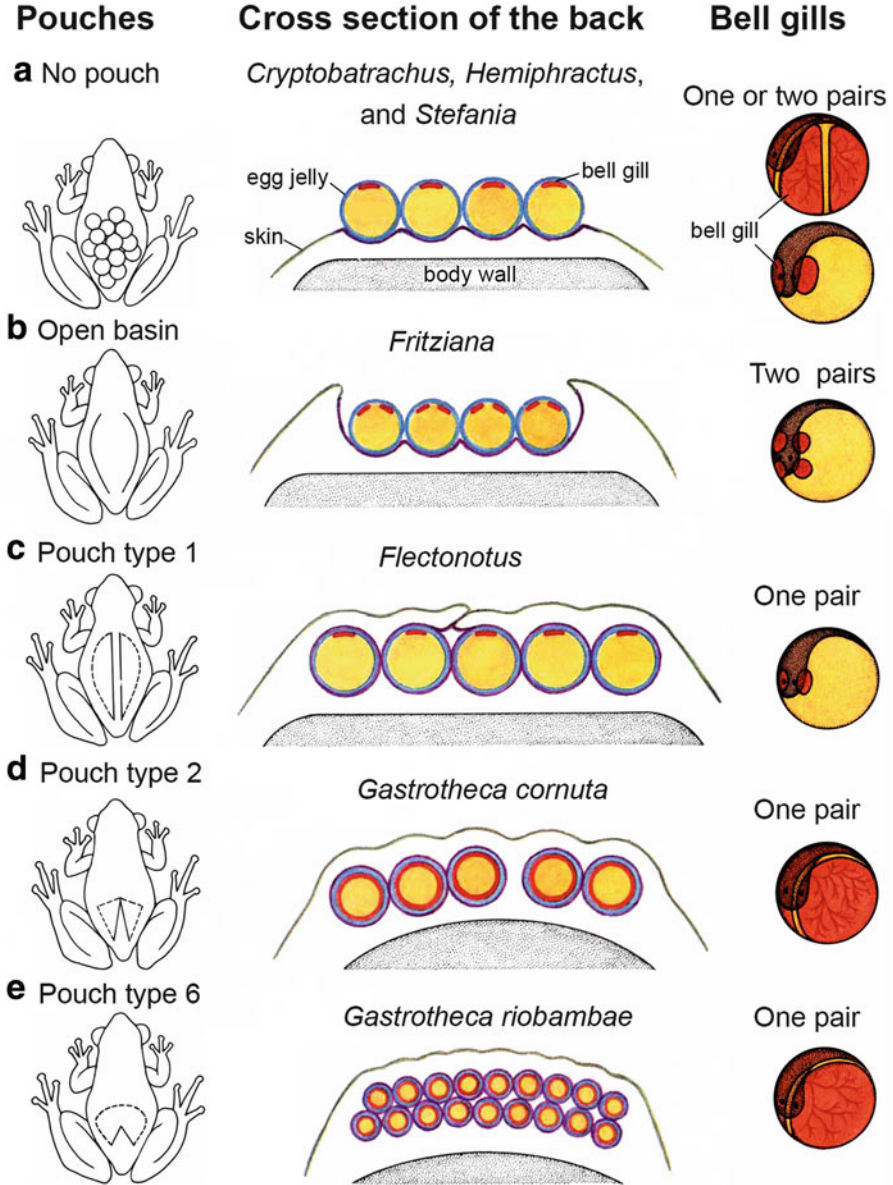 Pouches
Cross section of the back
Bell gills
a No pouch
Cryptobatrachus, Hemiphractus,
and Stefania
One or two pairs
egg jelly
bell gill
skin
body wall
bell gill
b Open basin
Fritziana
Two pairs
c Pouch type 1
Flectonotus
One pair
d Pouch type 2
Gastrotheca cornuta
One pair
e Pouch type 6
Gastrotheca riobambae
One pair